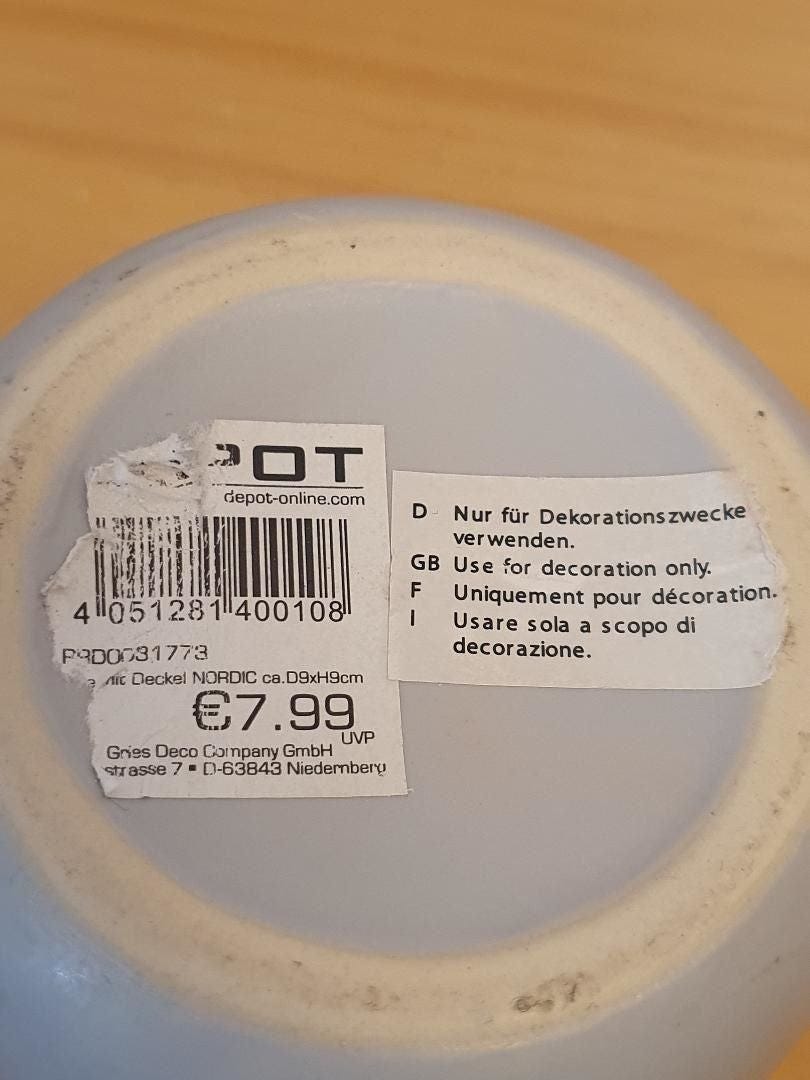 POT
depot-online.com
4 051281 400108
mit Deckel NORDIC ca.D9xH9cm
€7.99
UVP
Gries Deco Company GmbH
strasse 7 ▪ D-63843 Niedernberg
D Nur für Dekorationszwecke
verwenden.
GB Use for decoration only.
F Uniquement pour décoration.
I Usare sola a scopo di
decorazione.